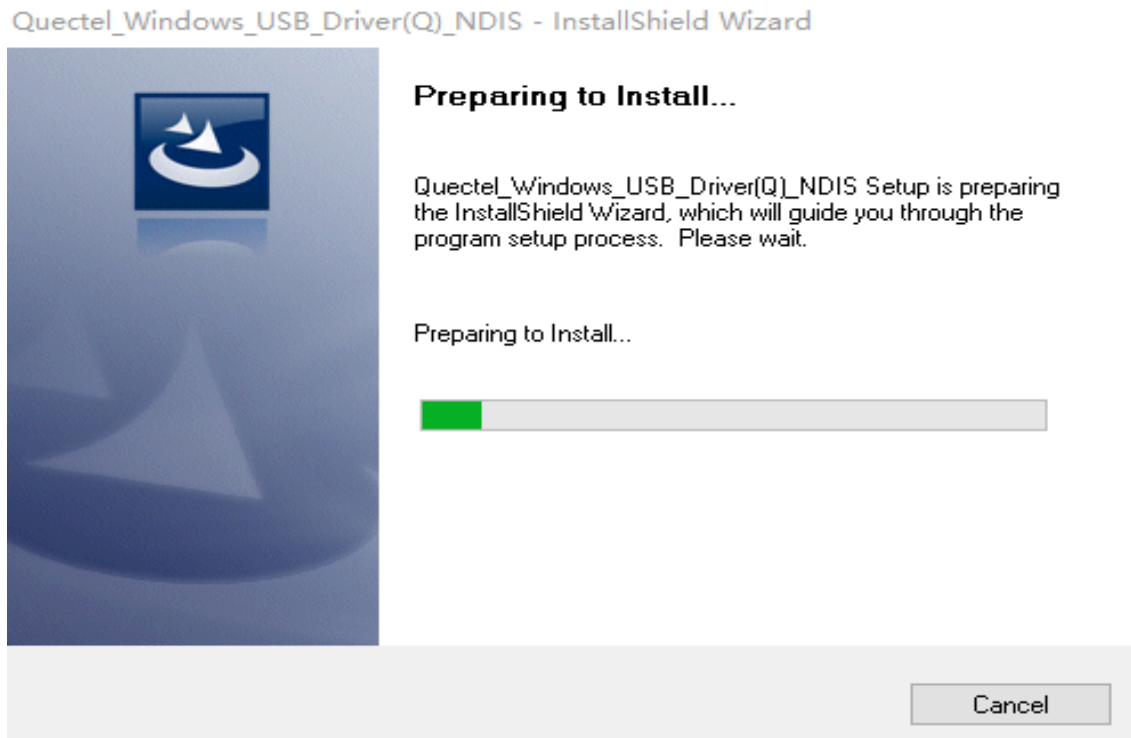 Quectel_Windows_USB_Driver(Q)_NDIS - InstallShield Wizard
Preparing to Install...
Quectel_Windows_USB_Driver(Q)_NDIS Setup is preparing
the InstallShield Wizard, which will guide you through the
program setup process.  Please wait.
Preparing to Install...
Cancel